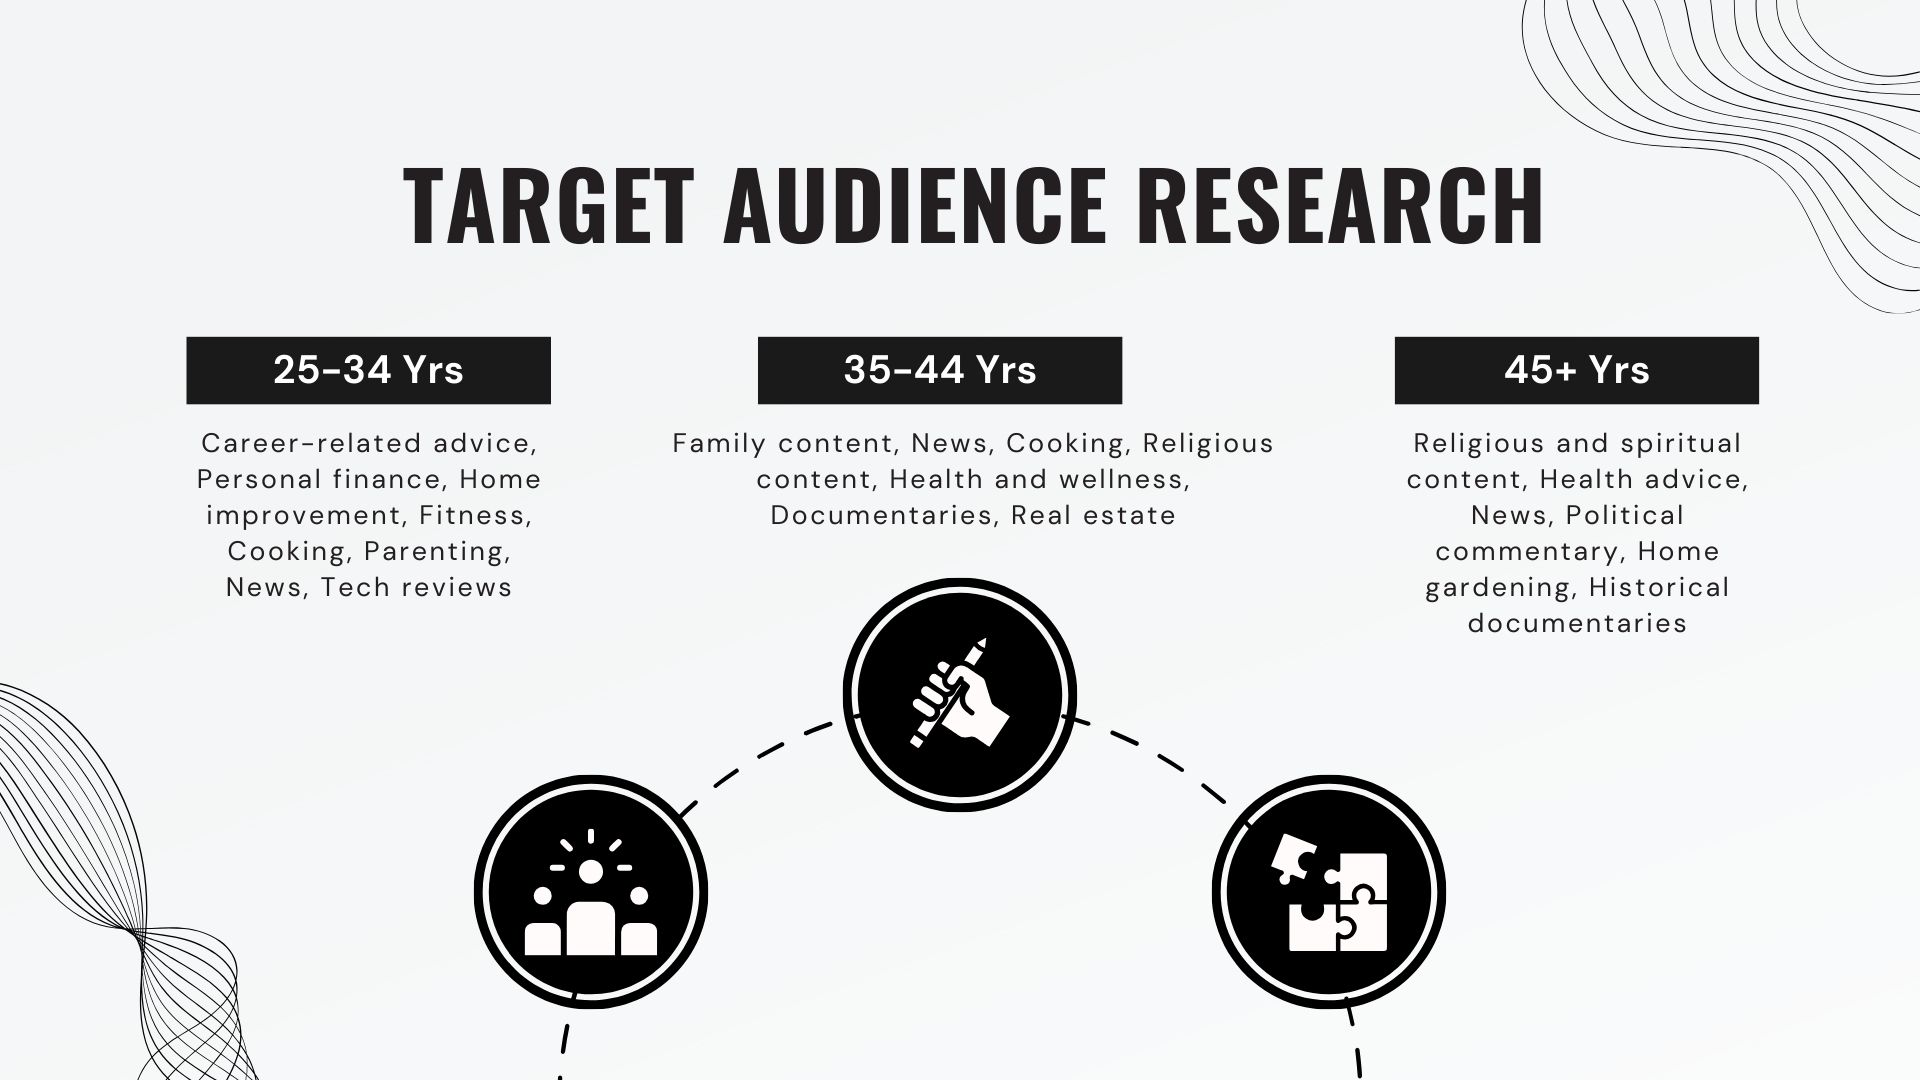 TARGET AUDIENCE RESEARCH
25-34 Yrs
Career-related advice,
Personal finance, Home
improvement, Fitness,
Cooking, Parenting,
News, Tech reviews
35-44 Yrs
Family content, News, Cooking, Religious
content, Health and wellness,
Documentaries, Real estate
45+ Yrs
Religious and spiritual
content, Health advice,
News, Political
commentary, Home
gardening, Historical
documentaries